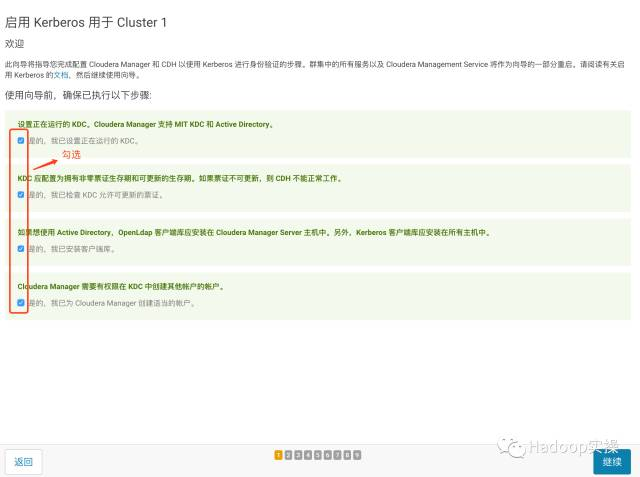 启用 Kerberos 用于 Cluster 1
欢迎
此向导将指导您完成配置 Cloudera Manager 和 CDH 以使用 Kerberos 进行身份验证的步骤。群集中的所有服务以及 Cloudera Management Service 将作为向导的一部分重启。请阅读有关启
用 Kerberos 的文档，然后继续使用向导。
使用向导前，确保已执行以下步骤:
设置正在运行的 KDC。Cloudera Manager 支持 MIT KDC 和 Active Directory。
是的，我已设置正在运行的 KDC。
勾选
KDC 应配置为拥有非零票证生存期和可更新的生存期。如果票证不可更新，则 CDH 不能正常工作。
是的，我已检查 KDC 允许可更新的票证。
如果想使用 Active Directory，OpenLdap 客户端库应安装在 Cloudera Manager Server 主机中。另外，Kerberos 客户端库应安装在所有主机中。
是的，我已安装客户端库。
Cloudera Manager 需要有权限在 KDC 中创建其他帐户的帐户。
是的，我已为 Cloudera Manager 创建适当的帐户。
返回
1 2 3 4 5 6 7 8 9
Hadoop实操
继续